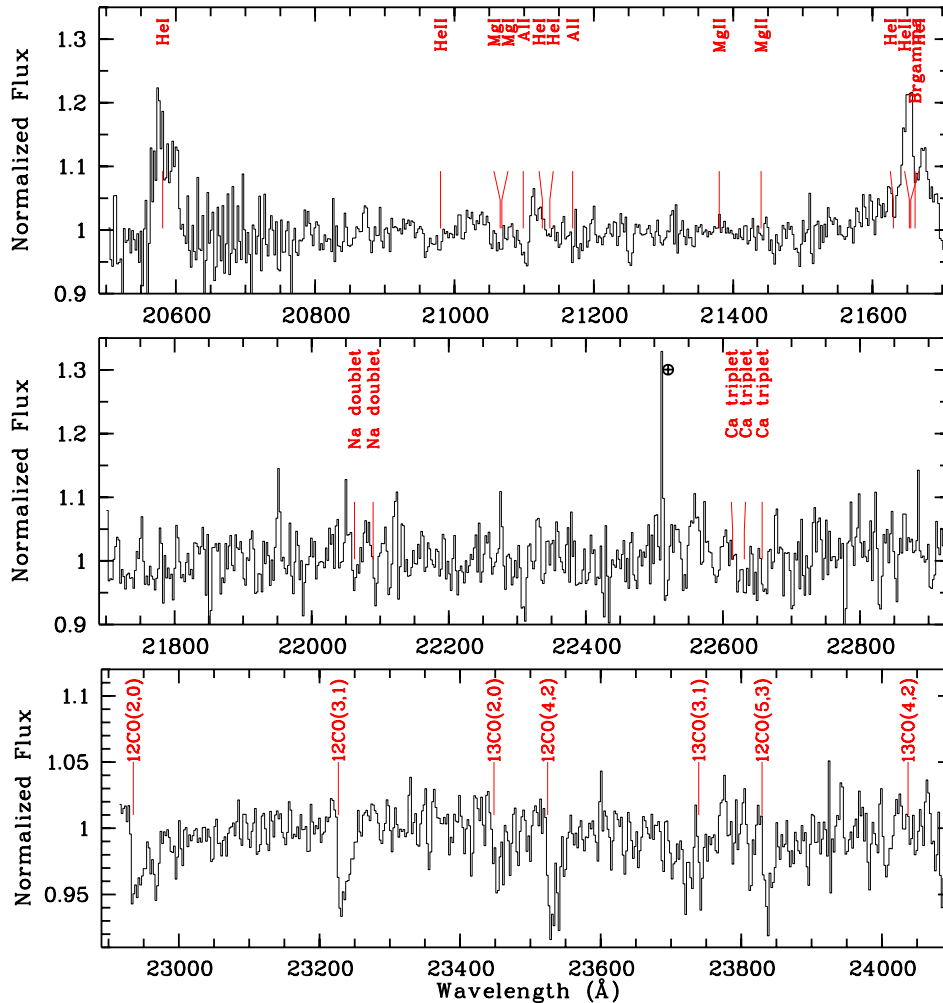 Normalized Flux
1.3
1.2
1.1
1
0.9
HeI
HeII
MgI
MgI
AlI
HeI
HeI
AlI
MgII
MgII
HeI
HeII
Brgamma
HeI
20600
20800
21000
21200
21400
21600
Normalized Flux
1.3
1.2
1.1
1
0.9
Na doublet
Na doublet
⊕
Ca triplet
Ca triplet
Ca triplet
21800
22000
22200
22400
22600
22800
Normalized Flux
1.1
1.05
1
0.95
12CO(2,0)
12CO(3,1)
13CO(2,0)
12CO(4,2)
13CO(3,1)
12CO(5,3)
13CO(4,2)
23000
23200
23400
23600
23800
24000
Wavelength (Å)